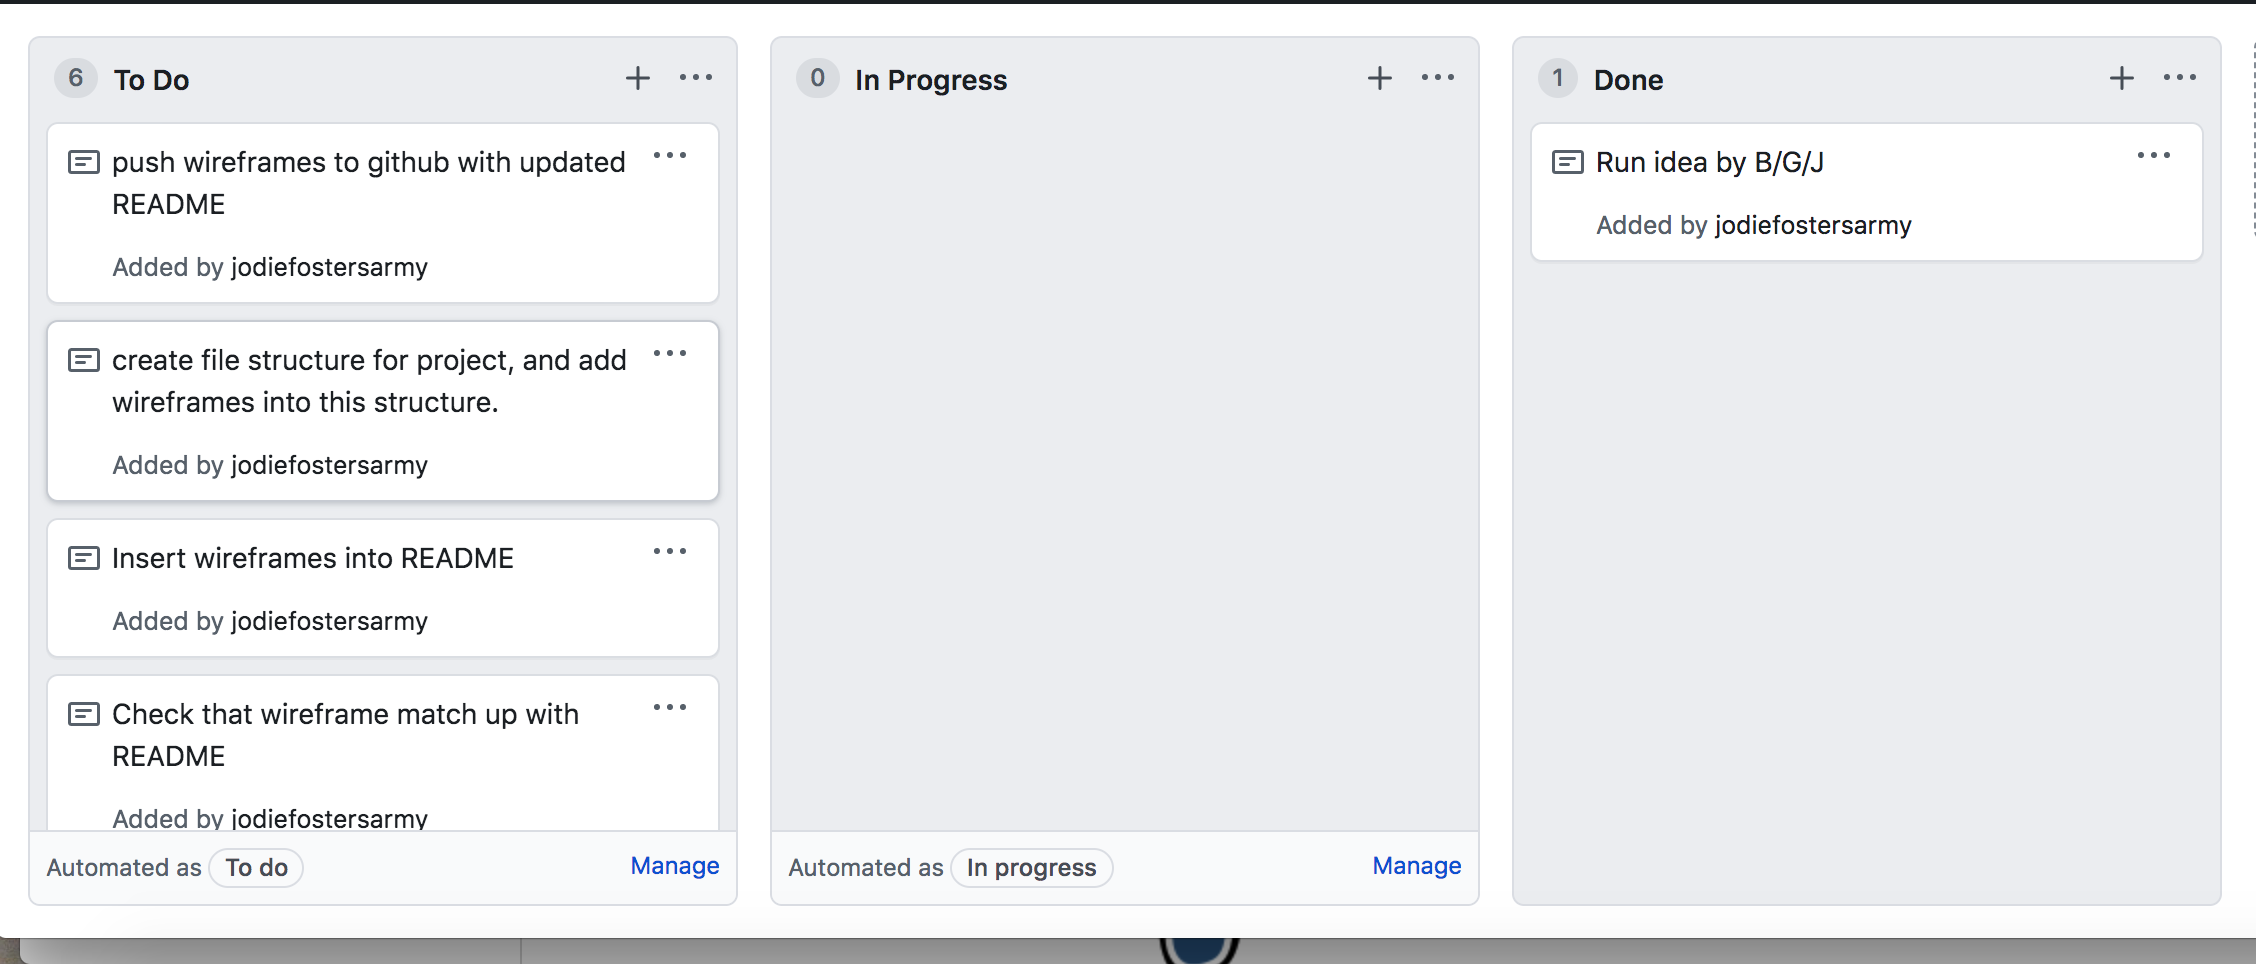 6 To Do
push wireframes to github with updated
README
Added by jodiefostersarmy
create file structure for project, and add
wireframes into this structure.
Added by jodiefostersarmy
Insert wireframes into README
Added by jodiefostersarmy
Check that wireframe match up with
README
Added by jodiefostersarmy
Automated as To do Manage
0 In Progress
Automated as In progress Manage
1 Done
Run idea by B/G/J
Added by jodiefostersarmy